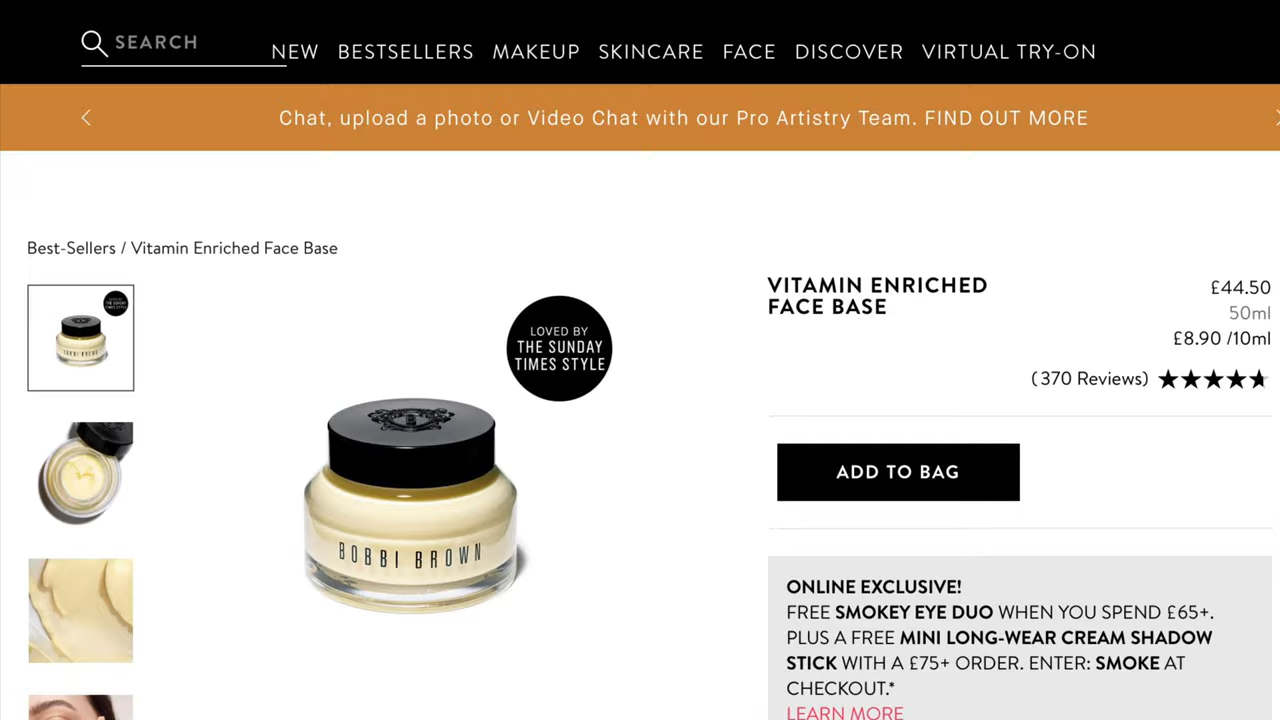 SEARCH
NEW BESTSELLERS MAKEUP SKINCARE FACE DISCOVER VIRTUAL TRY-ON
Chat, upload a photo or Video Chat with our Pro Artistry Team. FIND OUT MORE
Best-Sellers / Vitamin Enriched Face Base
LOVED BY
THE SUNDAY
TIMES STYLE
BOBBI BROWN
VITAMIN ENRICHED
FACE BASE
£44.50
50ml
£8.90 /10ml
(370 Reviews)
ADD TO BAG
ONLINE EXCLUSIVE!
FREE SMOKEY EYE DUO WHEN YOU SPEND £65+.
PLUS A FREE MINI LONG-WEAR CREAM SHADOW
STICK WITH A £75+ ORDER. ENTER: SMOKE AT
CHECKOUT.*
LEARN MORE